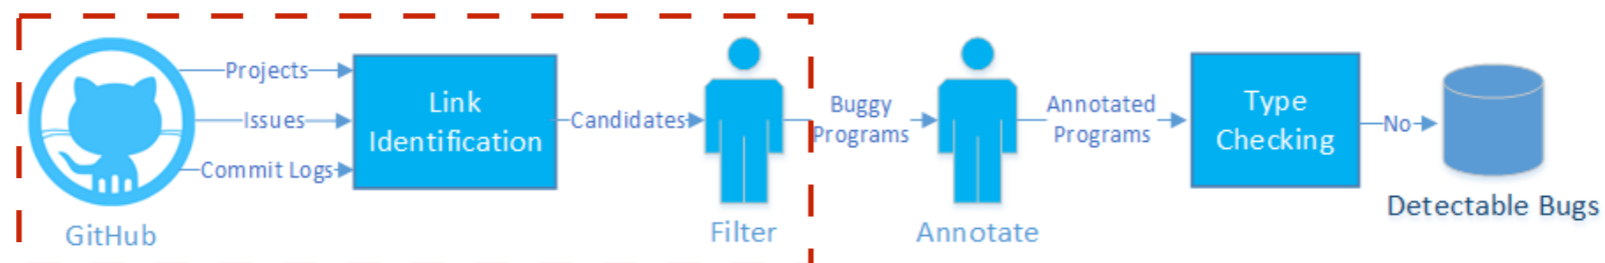 Projects
Issues
Commit Logs
GitHub
Link
Identification
Candidates
Filter
Buggy
Programs
Annotate
Annotated
Programs
Type
Checking
No
Detectable Bugs